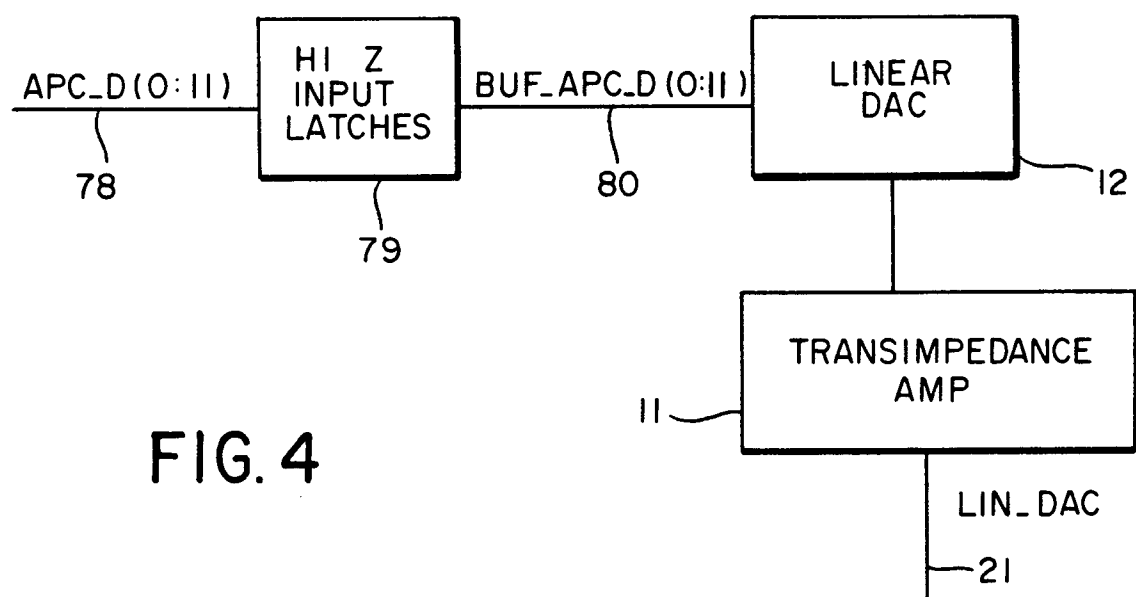 APC_D(0:11)
78
HI Z
INPUT
LATCHES
79
BUF_APC_D(0:11)
80
LINEAR
DAC
12
TRANSIMPEDANCE
AMP
11
LIN_DAC
21
FIG. 4